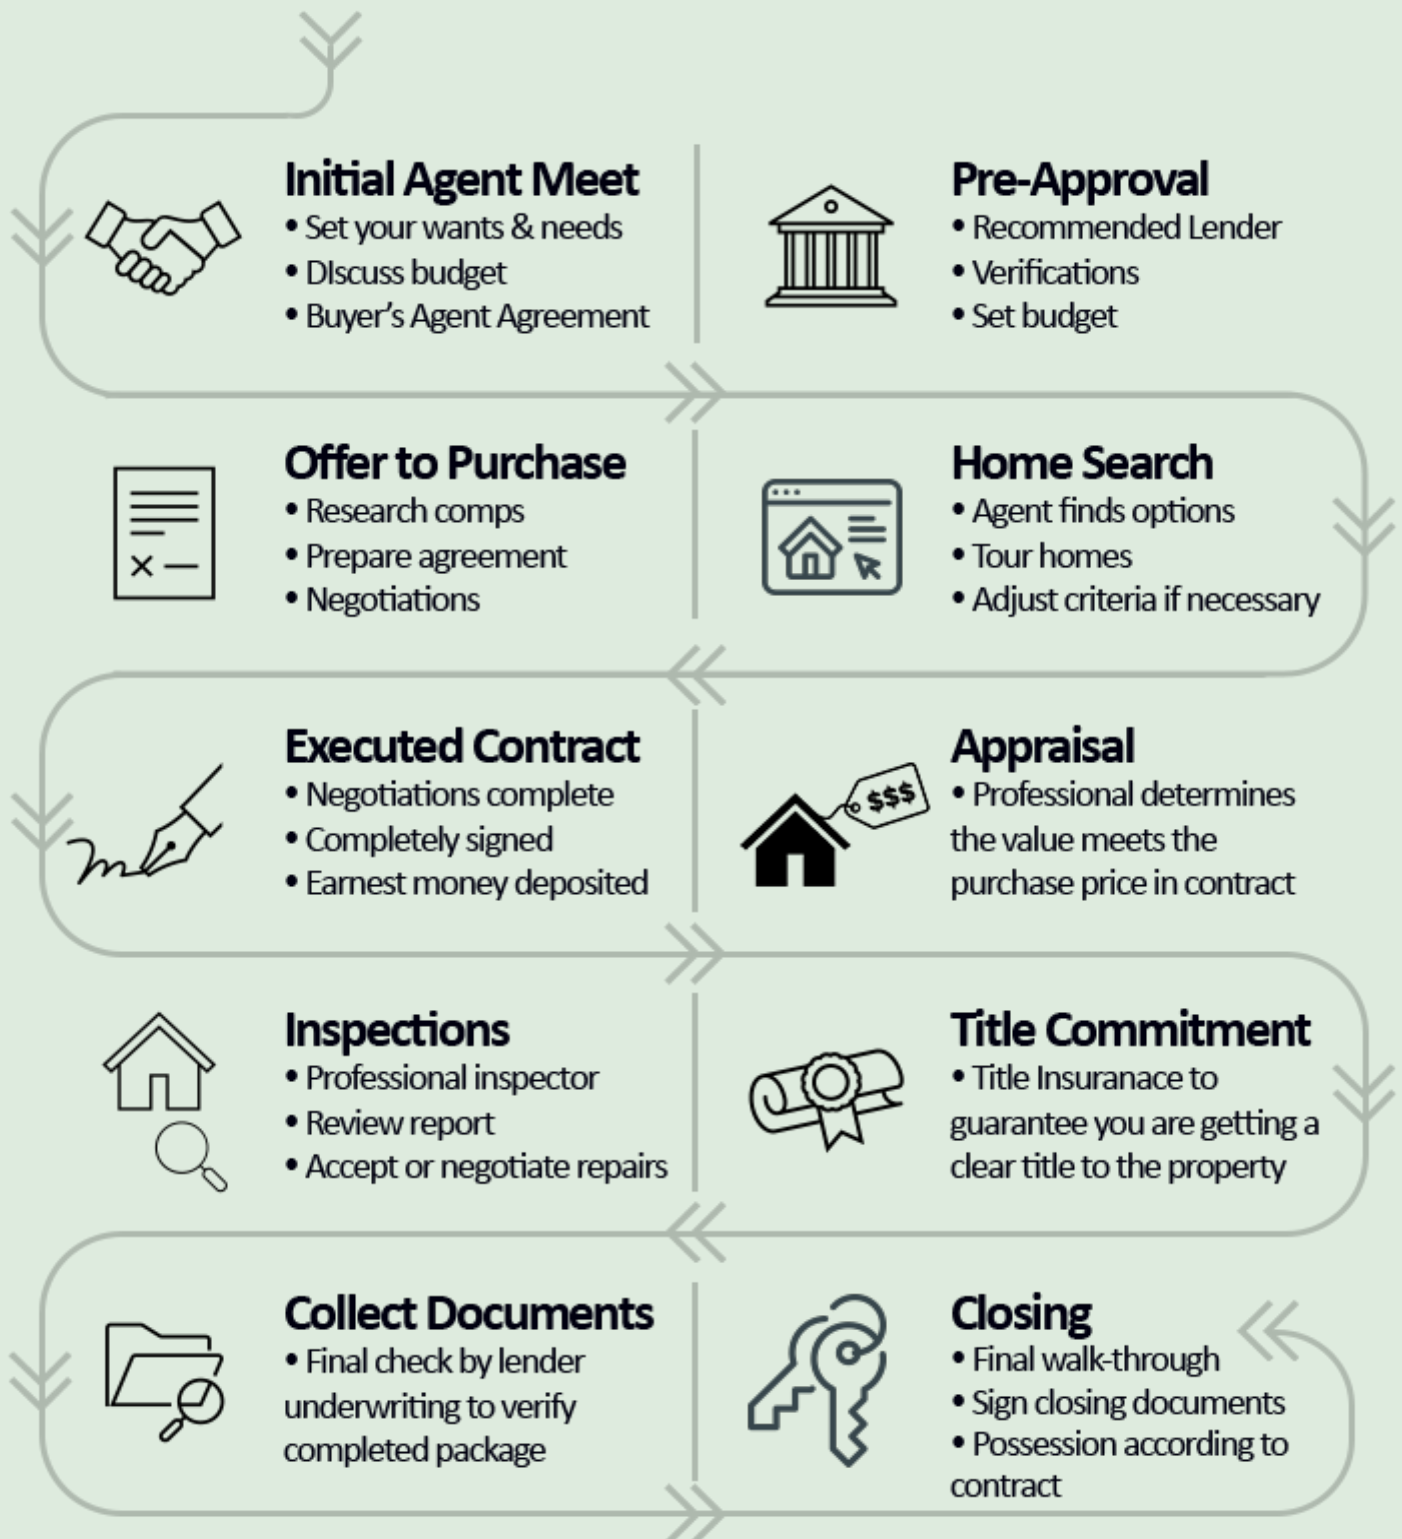 Initial Agent Meet
• Set your wants & needs
• DIscuss budget
• Buyer's Agent Agreement
Pre-Approval
• Recommended Lender
• Verifications
• Set budget
Home Search
• Agent finds options
• Tour homes
• Adjust criteria if necessary
Offer to Purchase
• Research comps
• Prepare agreement
• Negotiations
Executed Contract
• Negotiations complete
• Completely signed
• Earnest money deposited
$$$
Appraisal
• Professional determines
the value meets the
purchase price in contract
Title Commitment
• Title Insuranace to
guarantee you are getting a
clear title to the property
Inspections
• Professional inspector
• Review report
• Accept or negotiate repairs
Collect Documents
• Final check by lender
underwriting to verify
completed package
Closing
• Final walk-through
• Sign closing documents
• Possession according to
contract